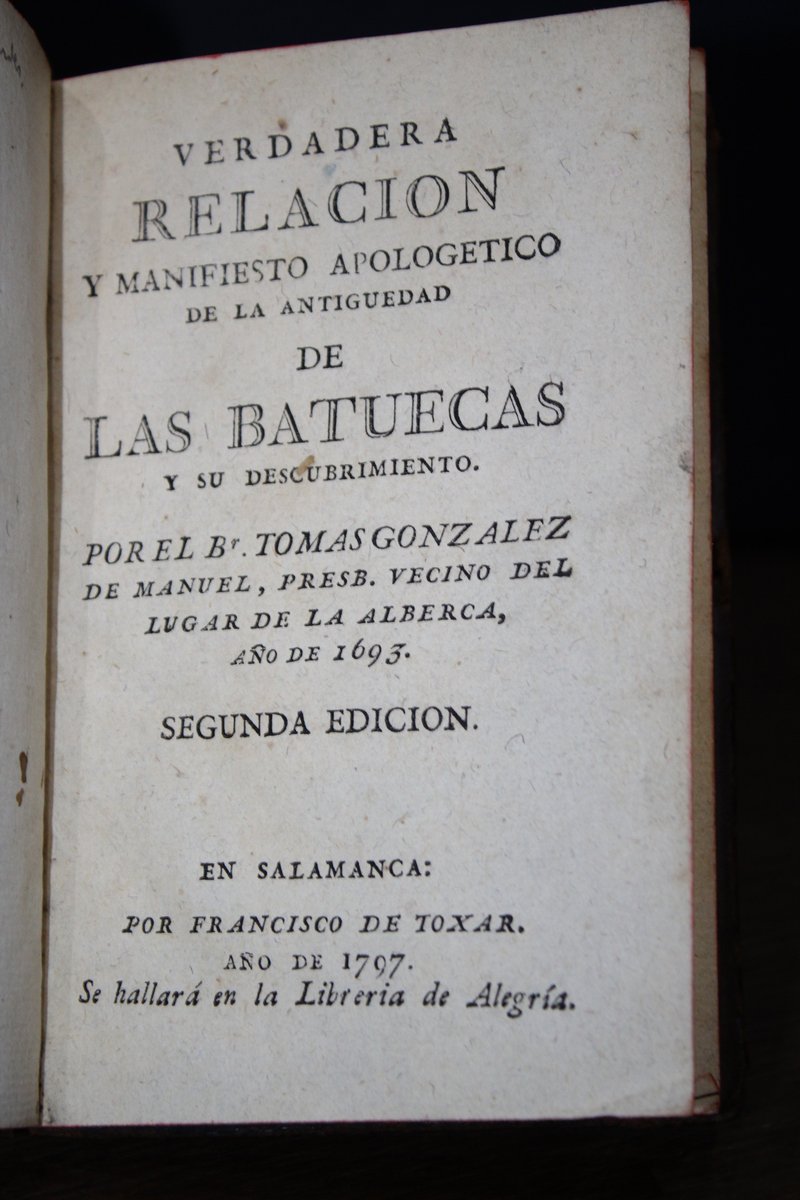 VERDADERA
RELACION
Y MANIFIESTO APOLOGETICO
DE LA ANTIGUEDAD
DE
LAS BATUECAS
Y SU DESCUBRIMIENTO.
POR EL Br. TOMAS GONZALEZ
DE MANUEL, PRESB. VECINO DEL
LUGAR DE LA ALBERCA,
AÑO DE 1693.
SEGUNDA EDICION.
EN SALAMANCA:
POR FRANCISCO DE TOXAR.
AÑO DE 1797.
Se hallará en la Libreria de Alegría.